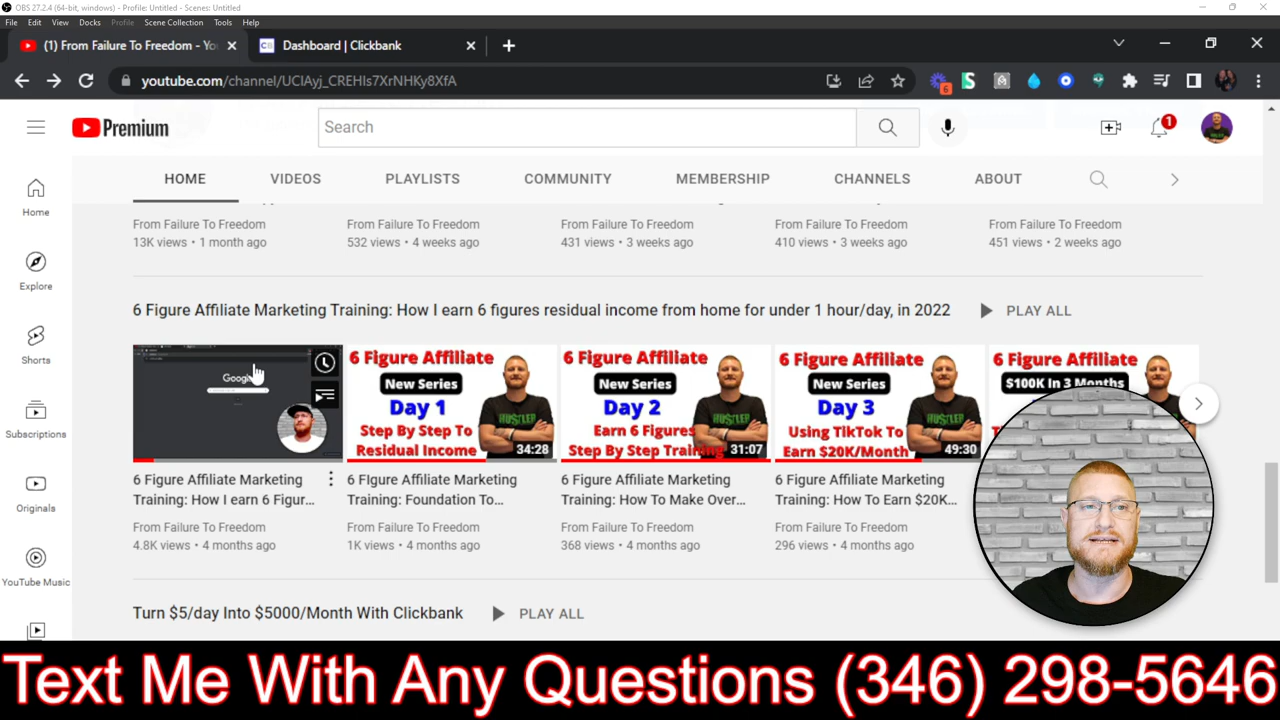 OBS 27.2.4 (64-bit, windows) - Profile: Untitled - Scenes: Untitled
File Edit View Docks Profile Scene Collection Tools Help
(1) From Failure To Freedom - Yo
Dashboard | Clickbank
youtube.com/channel/UCIAyj_CREHIs7XrNHKy8XfA
6
Premium
Search
1
HOME VIDEOS PLAYLISTS COMMUNITY MEMBERSHIP CHANNELS ABOUT
Home
Explore
Shorts
Subscriptions
Originals
YouTube Music
From Failure To Freedom
13K views • 1 month ago
From Failure To Freedom
532 views • 4 weeks ago
From Failure To Freedom
431 views • 3 weeks ago
From Failure To Freedom
410 views • 3 weeks ago
From Failure To Freedom
451 views • 2 weeks ago
6 Figure Affiliate Marketing Training: How I earn 6 figures residual income from home for under 1 hour/day, in 2022
PLAY ALL
Google
6 Figure Affiliate Marketing
Training: How I earn 6 Figur...
From Failure To Freedom
4.8K views • 4 months ago
6 Figure Affiliate
New Series
Day 1
Step By Step To
Residual Income
HUSTLER
34:28
6 FIgure Affiliate Marketing
Training: Foundation To...
From Failure To Freedom
1K views • 4 months ago
6 Figure Affiliate
New Series
Day 2
Earn 6 Figures
Step By Step Training
HUSTLER
31:07
6 Figure Affiliate Marketing
Training: How To Make Over...
From Failure To Freedom
368 views • 4 months ago
6 Figure Affiliate
New Series
Day 3
Using TikTok To
Earn $20K/Month
HUSTLER
49:30
6 Figure Affiliate Marketing
Training: How To Earn $20K...
From Failure To Freedom
296 views • 4 months ago
6 Figure Affiliate
$100K In 3 Months
Turn $5/day Into $5000/Month With Clickbank
PLAY ALL
Text Me With Any Questions (346) 298-5646